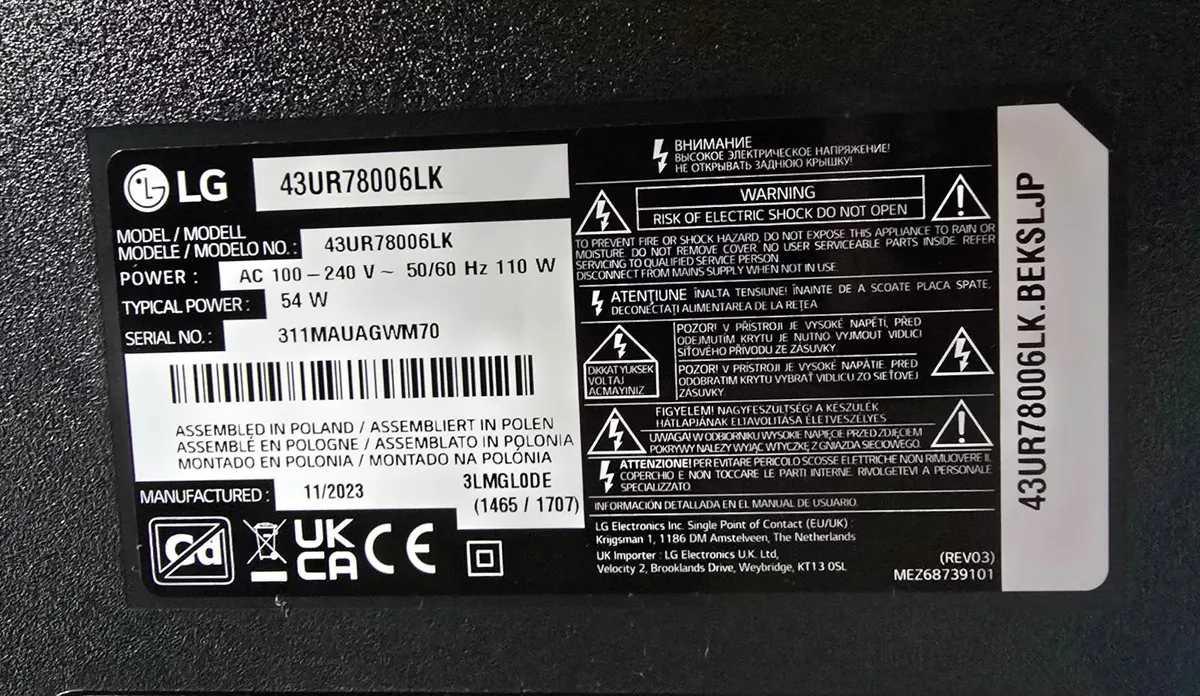 LG
43UR78006LK
MODEL / MODELL
MODELE / MODELO NO. :
43UR78006LK
POWER :
AC 100 – 240 V ~ 50/60 Hz 110 W
TYPICAL POWER :
54 W
SERIAL NO. :
311MAUAGWM70
ASSEMBLED IN POLAND / ASSEMBLIERT IN POLEN
ASSEMBLÉ EN POLOGNE / ASSEMBLATO IN POLONIA
MONTADO EN POLONIA / MONTADO NA POLÓNIA
MANUFACTURED :
11/2023
3LMGL0DE
(1465 / 1707)
Cd
UK
CA
CE
ВНИМАНИЕ
ВЫСОКОЕ ЭЛЕКТРИЧЕСКОЕ НАПРЯЖЕНИЕ!
НЕ ОТКРЫВАТЬ ЗАДНЮЮ КРЫШКУ!
WARNING
RISK OF ELECTRIC SHOCK DO NOT OPEN
TO PREVENT FIRE OR SHOCK HAZARD, DO NOT EXPOSE THIS APPLIANCE TO RAIN OR
MOISTURE. DO NOT REMOVE COVER. NO USER SERVICEABLE PARTS INSIDE. REFER
SERVICING TO QUALIFIED SERVICE PERSON.
DISCONNECT FROM MAINS SUPPLY WHEN NOT IN USE.
ATENŢIUNE ÎNALTA TENSIUNE! ÎNAINTE DE A SCOATE PLACA SPATE,
DECONECTAŢI ALIMENTAREA DE LA REŢEA
DIKKAT YUKSEK
VOLTAJ
ACMAYINIZ
POZOR! V PŘÍSTROJI JE VYSOKÉ NAPĚTÍ, PŘED
ODEJMUTÍM KRYTU JE NUTNO VYJMOUT VIDLICI
SÍŤOVÉHO PŘÍVODU ZE ZÁSUVKY.
POZOR! V PRISTROJI JE VYSOKÉ NAPÄTIE. PRED
ODOBRATIM KRYTU VYBRAŤ VIDLICU ZO SIEŤOVEJ
ZÁSUVKY.
FIGYELEM! NAGYFESZÜLTSÉG! A KÉSZÜLÉK
HÁTLAPJÁNAK ELTÁVOLÍTÁSA ÉLETVESZÉLYES
UWAGA! W ODBIORNIKU WYSOKIE NAPIĘCIE PRZED ZDJĘCIEM
POKRYWY NALEŻY WYJĄĆ WTYCZKĘ Z GNIAZDA SIECIOWEGO.
ATTENZIONE! PER EVITARE PERICOLO SCOSSE ELETTRICHE NON RIMUOVERE IL
COPERCHIO E NON TOCCARE LE PARTI INTERNE. RIVOLGETEVI A PERSONALE
SPECIALIZZATO.
INFORMACIÓN DETALLADA EN EL MANUAL DE USUARIO.
LG Electronics Inc. Single Point of Contact (EU/UK) :
Krijgsman 1, 1186 DM Amstelveen, The Netherlands
UK Importer : LG Electronics U.K. Ltd,
Velocity 2, Brooklands Drive, Weybridge, KT13 0SL
(REV03)
MEZ68739101
43UR78006LK.BEKSLJP